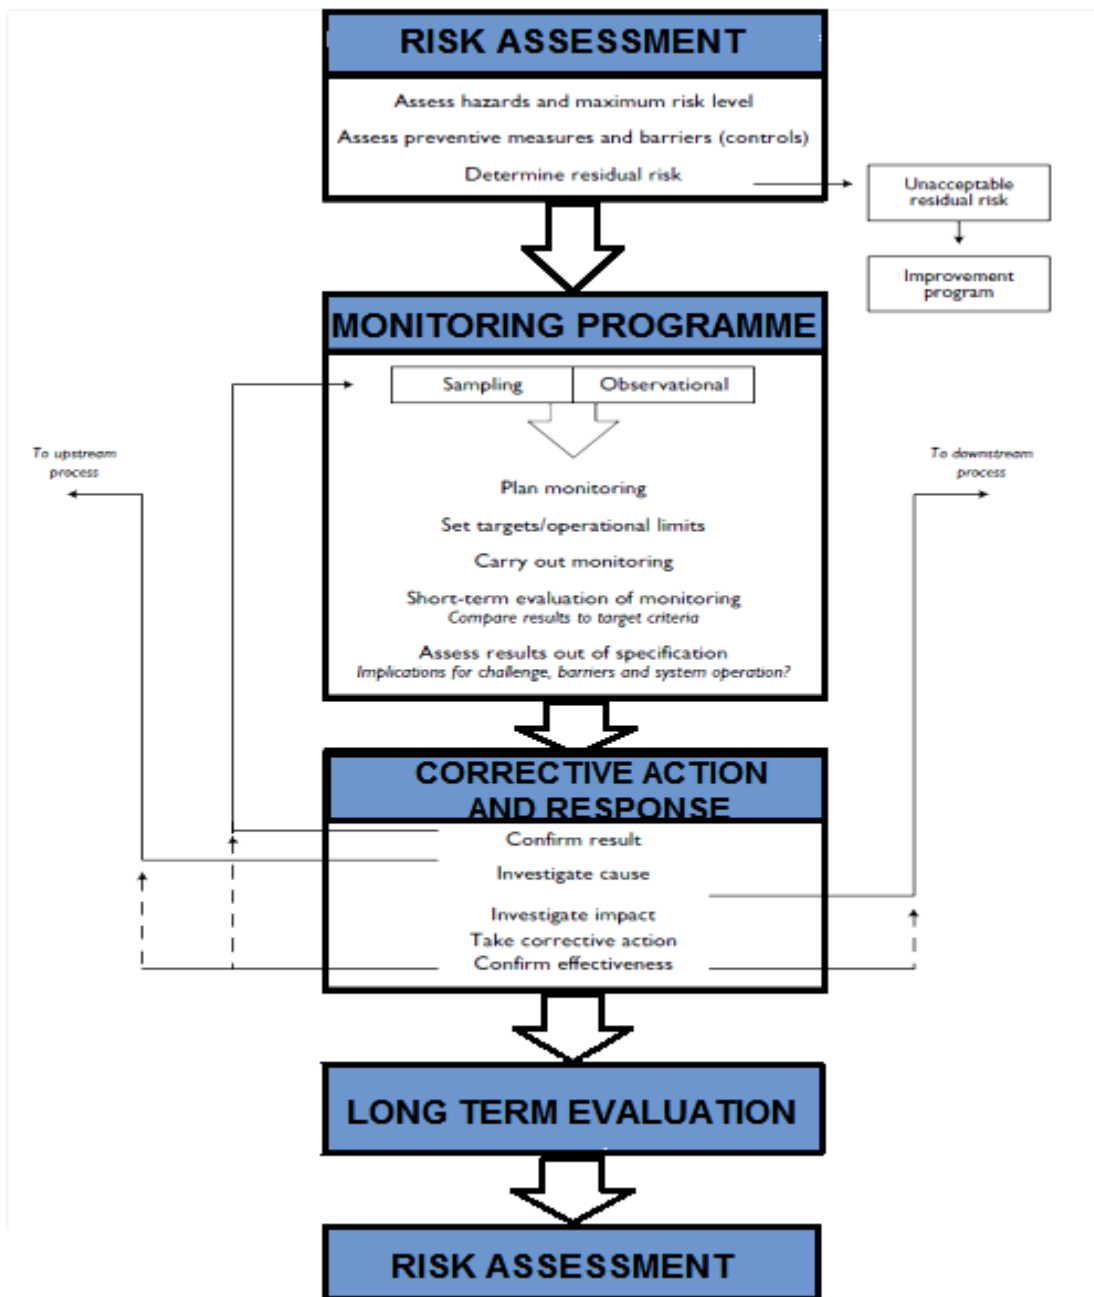 RISK ASSESSMENT
Assess hazards and maximum risk level
Assess preventive measures and barriers (controls)
Determine residual risk
Unacceptable
residual risk
Improvement
program
MONITORING PROGRAMME
Sampling
Observational
To upstream
process
To downstream
process
Plan monitoring
Set targets/operational limits
Carry out monitoring
Short-term evaluation of monitoring
Compare results to target criteria
Assess results out of specification
Implications for challenge, barriers and system operation?
CORRECTIVE ACTION
AND RESPONSE
Confirm result
Investigate cause
Investigate impact
Take corrective action
Confirm effectiveness
LONG TERM EVALUATION
RISK ASSESSMENT